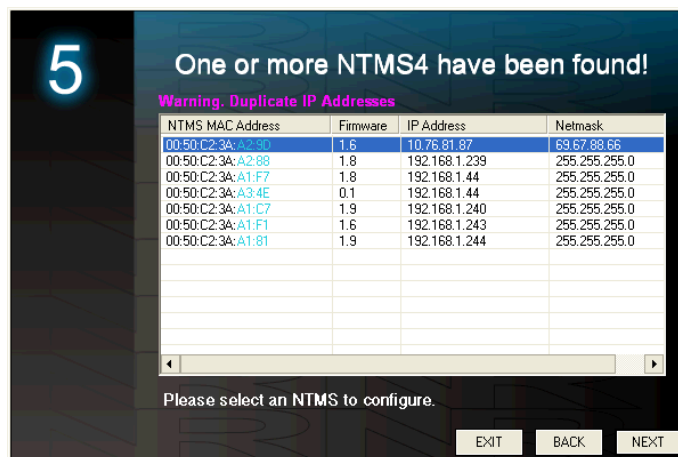 5
One or more NTMS4 have been found!
Warning. Duplicate IP Addresses
NTMS MAC Address Firmware IP Address Netmask
00:50:C2:3A:A2:9D 1.6 10.76.81.87 69.67.88.66
00:50:C2:3A:A2:88 1.8 192.168.1.239 255.255.255.0
00:50:C2:3A:A1:F7 1.8 192.168.1.44 255.255.255.0
00:50:C2:3A:A3:4E 0.1 192.168.1.44 255.255.255.0
00:50:C2:3A:A1:C7 1.9 192.168.1.240 255.255.255.0
00:50:C2:3A:A1:F1 1.6 192.168.1.243 255.255.255.0
00:50:C2:3A:A1:81 1.9 192.168.1.244 255.255.255.0
Please select an NTMS to configure.
EXIT BACK NEXT